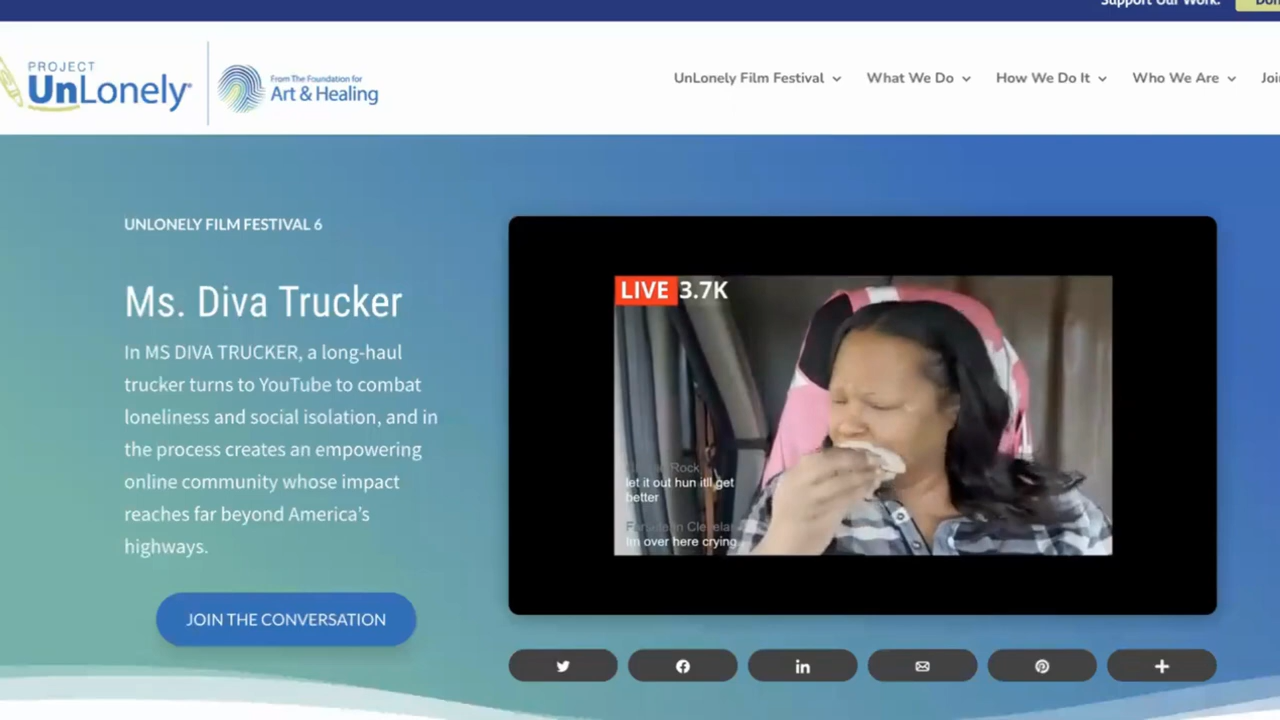 Support Our Work.
PROJECT
UnLonely®
From The Foundation for
Art & Healing
UnLonely Film Festival
What We Do
How We Do It
Who We Are
UNLONELY FILM FESTIVAL 6
Ms. Diva Trucker
In MS DIVA TRUCKER, a long-haul
trucker turns to YouTube to combat
loneliness and social isolation, and in
the process creates an empowering
online community whose impact
reaches far beyond America's
highways.
JOIN THE CONVERSATION
LIVE 3.7K
Rock
let it out hun itll get
better
Im over here crying
in